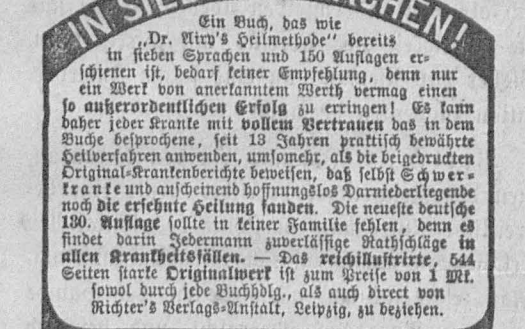 IN
Ein Buch, das wie
„Dr. Airy's Heilmethode“ bereits
in sieben Sprachen und 150 Auflagen er-
schienen ist, bedarf keiner Empfehlung, denn nur
ein Werk von anerkanntem Werth vermag einen
so außerordentlichen Erfolg zu erringen! Es kann
daher jeder Kranke mit vollem Vertrauen das in dem
Buche besprochene, seit 13 Jahren praktisch bewährte
Heilverfahren anwenden, umsomehr, als die beigedruckten
Original-Krankenberichte beweisen, daß selbst Schwer-
kranke und anscheinend hoffnungslos Darniederliegende
noch die ersehnte Heilung fanden. Die neueste deutsche
130. Auflage sollte in keiner Familie fehlen, denn es
findet darin Jedermann zuverlässige Rathschläge in
allen Krankheitsfällen. — Das reichillustrirte, 544
Seiten starke Originalwerk ist zum Preise von 1 Mk.
sowol durch jede Buchhdlg., als auch direct von
Richter's Verlags-Anstalt, Leipzig, zu beziehen.